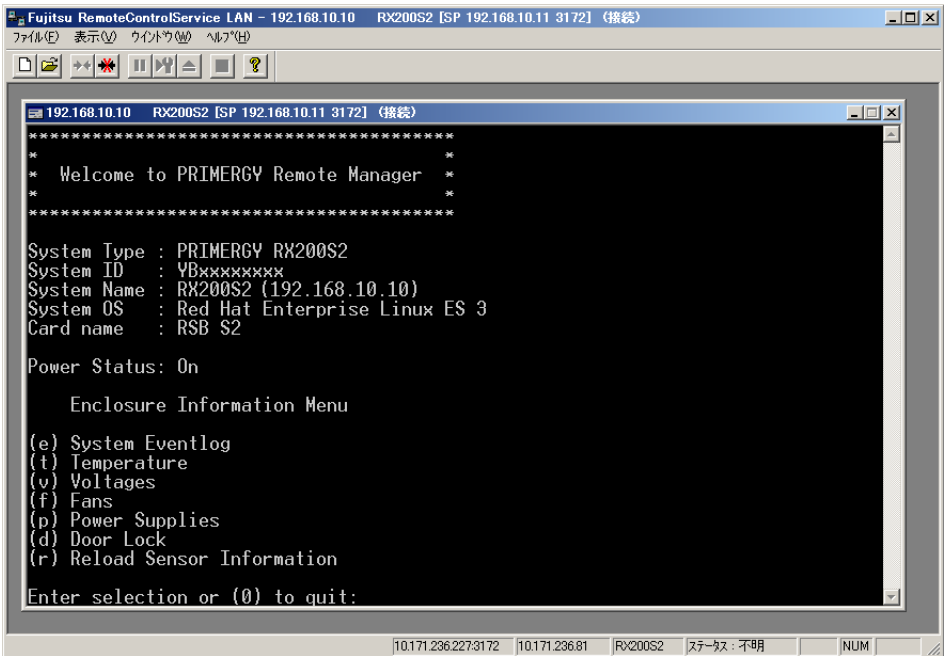 Fujitsu RemoteControlService LAN - 192.168.10.10 RX200S2 [SP 192.168.10.11 3172] (接続)
ファイル(F) 表示(V) ウインドウ(W) ヘルプ(H)
192.168.10.10 RX200S2 [SP 192.168.10.11 3172] (接続)
****************************************
* *
* Welcome to PRIMERGY Remote Manager *
* *
****************************************
System Type : PRIMERGY RX200S2
System ID : YBxxxxxxxx
System Name : RX200S2 (192.168.10.10)
System OS : Red Hat Enterprise Linux ES 3
Card name : RSB S2
Power Status: On
Enclosure Information Menu
(e) System Eventlog
(t) Temperature
(v) Voltages
(f) Fans
(p) Power Supplies
(d) Door Lock
(r) Reload Sensor Information
Enter selection or (0) to quit:
10.171.236.227:3172 10.171.236.81 RX200S2 ステータス : 不明 NUM